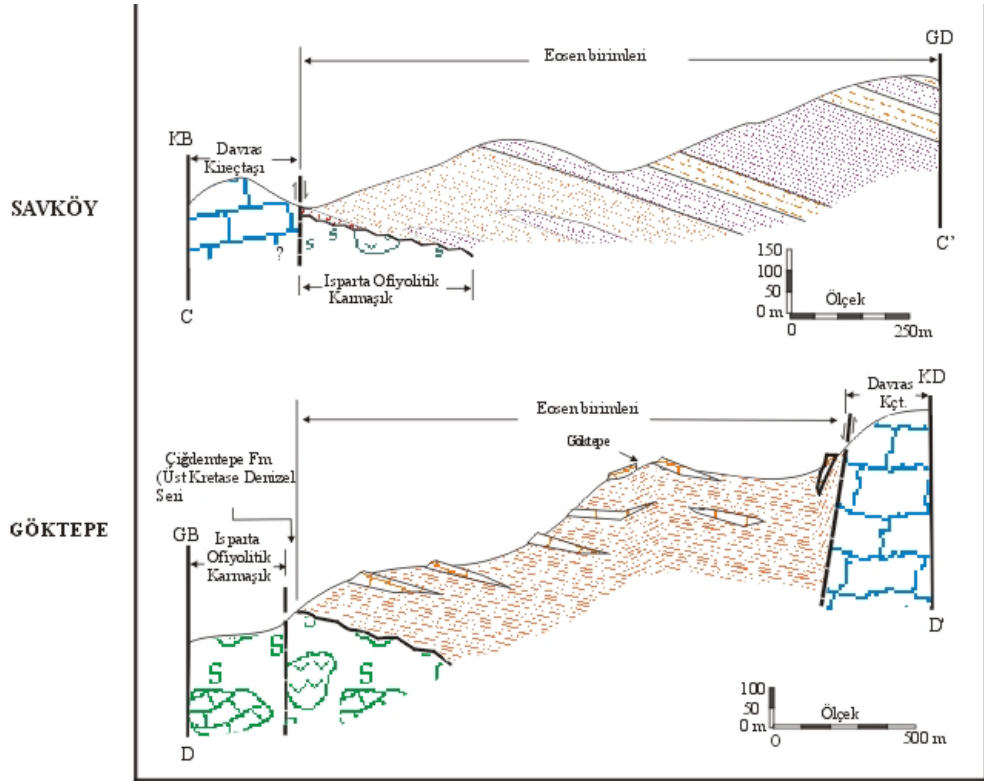 SAVKÖY
GD
Eosen birimleri
KB
Davras
Kireçtaşı
?
S
S
S
Isparta Ofiyolitik
Karmaşık
C
C'
150
100
50
0 m
Ölçek
0
250m
GÖKTEPE
KD
Davras
Kçt.
Eosen birimleri
Göktepe
Çiğdemtepe Fm
(Üst Kretase Denizel
Seri
GB
Isparta
Ofiyolitik
Karmaşık
S
S
S
S
D
D'
100
50
0 m
Ölçek
0
500 m